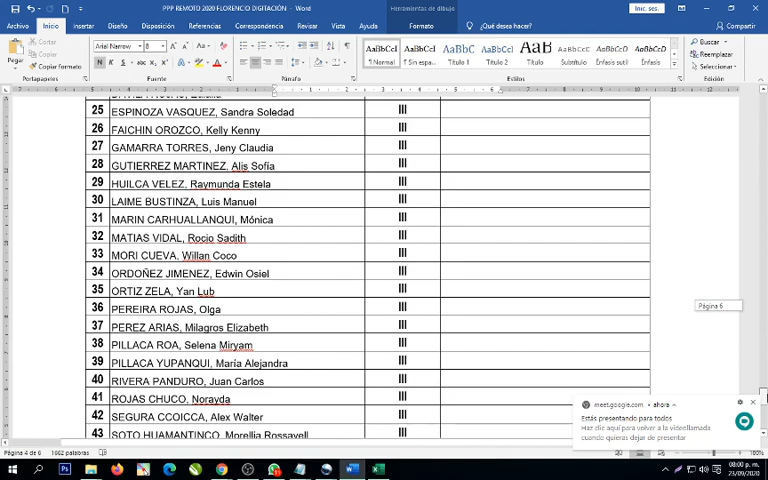 PPP REMOTO 2020 FLORENCIO DIGITACIÓN - Word
Herramientas de dibujo
Inic. ses.
Archivo Inicio Insertar Diseño Disposición Referencias Correspondencia Revisar Vista Ayuda Formato ¿Qué desea hacer? Compartir
Pegar
Cortar
Copiar
Copiar formato
Portapapeles
Arial Narrow 8
Fuente
Párrafo
AaBbCcI AaBbCcI AaBbC AaBbCcI AaB AaBbCcD AaBbCcI AaBbCcI
¶ Normal ¶ Sin espa... Título 1 Título 2 Título Subtítulo Énfasis sutil Énfasis
Estilos
Buscar
Reemplazar
Seleccionar
Edición
25 ESPINOZA VASQUEZ, Sandra Soledad III
26 FAICHIN OROZCO, Kelly Kenny III
27 GAMARRA TORRES, Jeny Claudia III
28 GUTIERREZ MARTINEZ, Alis Sofía III
29 HUILCA VELEZ, Raymunda Estela III
30 LAIME BUSTINZA, Luis Manuel III
31 MARIN CARHUALLANQUI, Mónica III
32 MATIAS VIDAL, Rocio Sadith III
33 MORI CUEVA, Willan Coco III
34 ORDOÑEZ JIMENEZ, Edwin Osiel III
35 ORTIZ ZELA, Yan Lub III
36 PEREIRA ROJAS, Olga III
37 PEREZ ARIAS, Milagros Elizabeth III
38 PILLACA ROA, Selena Miryam III
39 PILLACA YUPANQUI, María Alejandra III
40 RIVERA PANDURO, Juan Carlos III
41 ROJAS CHUCO, Norayda III
42 SEGURA CCOICCA, Alex Walter III
43 SOTO HUAMANTINCO, Morellia Rossavell III
Página 6
meet.google.com • ahora
Estás presentando para todos
Haz clic aquí para volver a la videollamada
cuando quieras dejar de presentar
Página 4 de 6 1662 palabras
180%
08:00 p. m.
23/09/2020